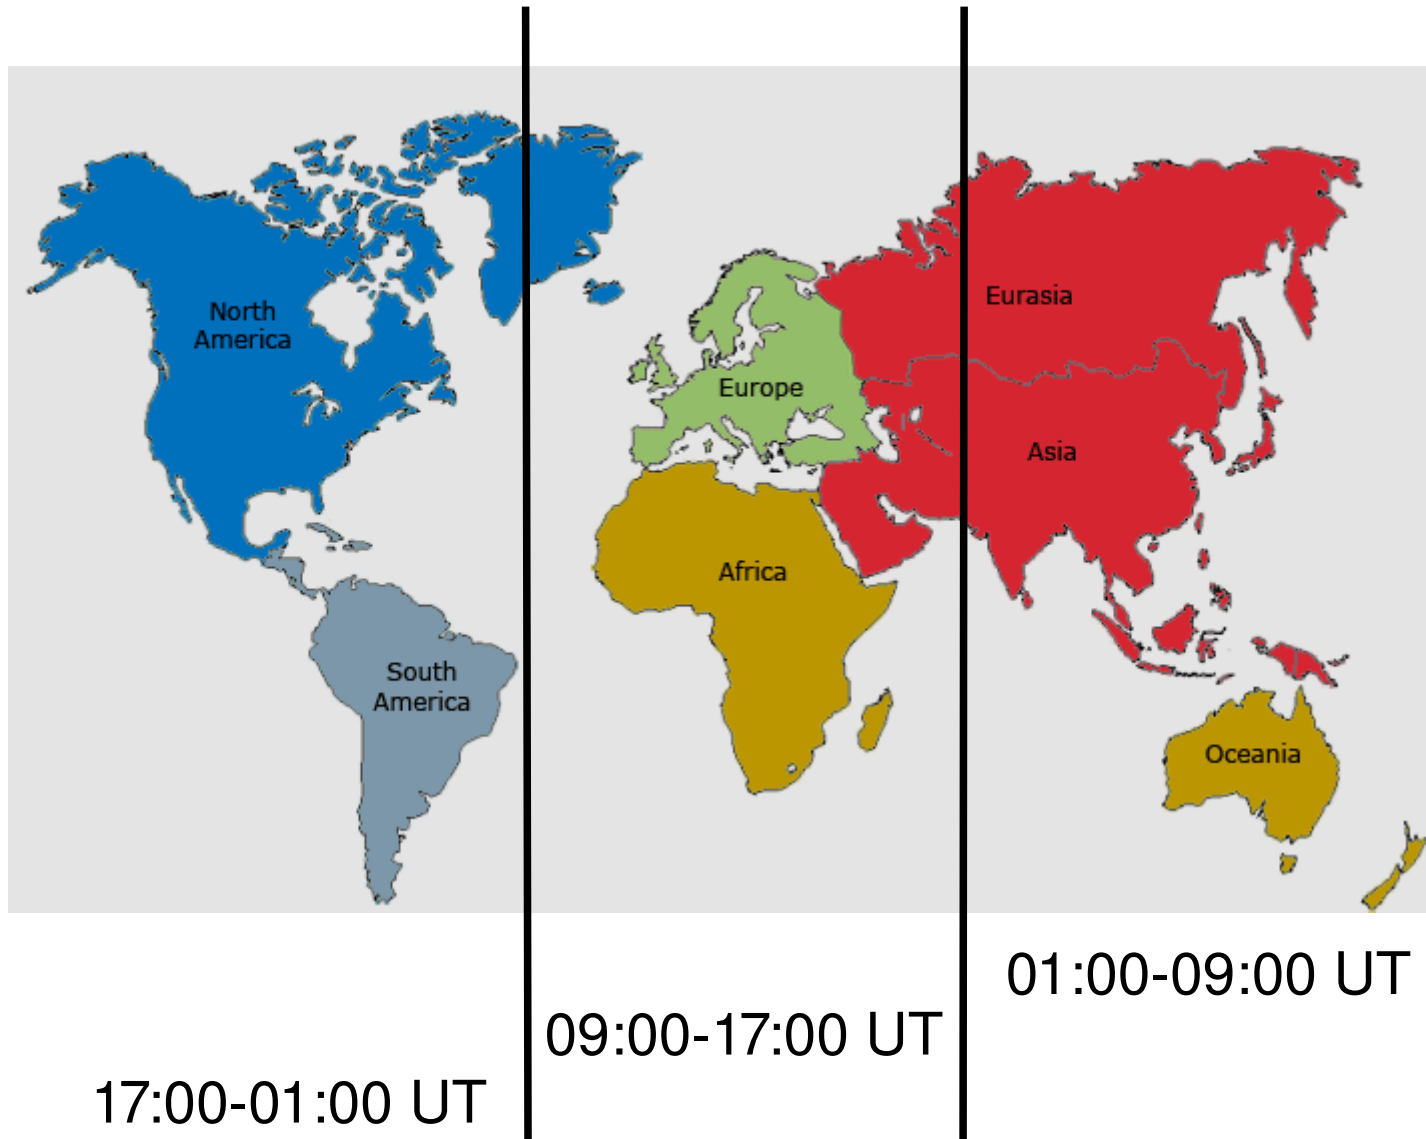 North
America
Eurasia
Europe
Asia
Africa
South
America
Oceania
01:00-09:00 UT
09:00-17:00 UT
17:00-01:00 UT